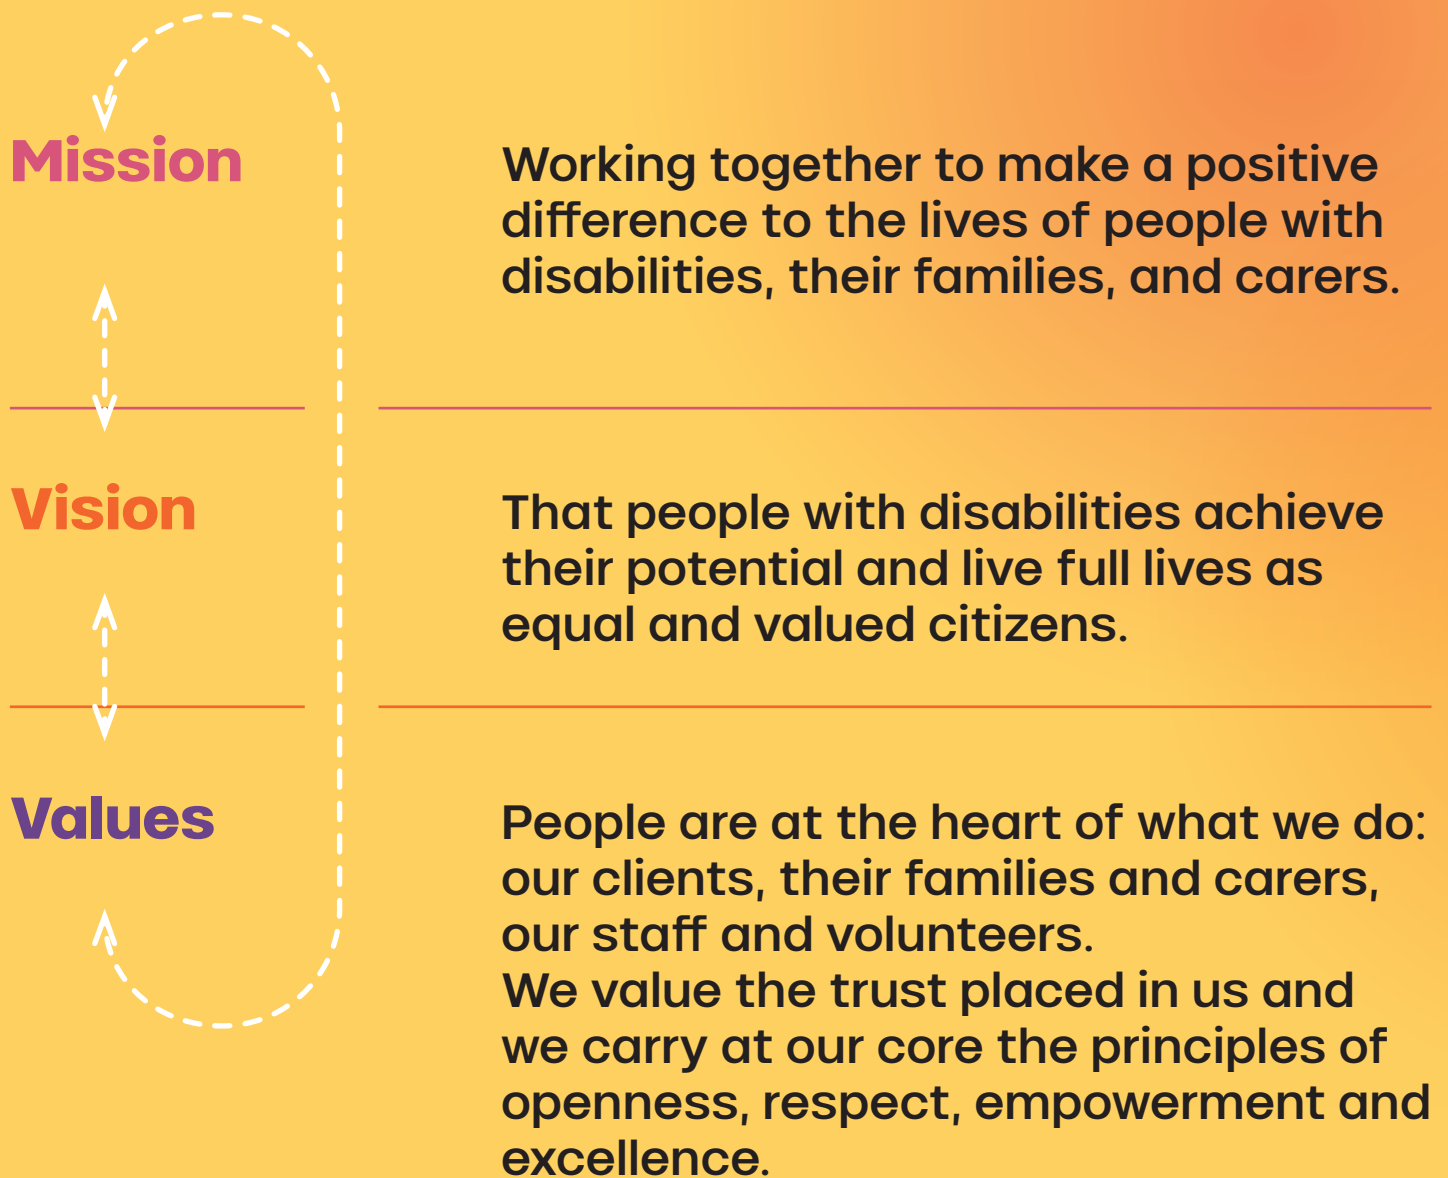 Mission
Working together to make a positive
difference to the lives of people with
disabilities, their families, and carers.
Vision
That people with disabilities achieve
their potential and live full lives as
equal and valued citizens.
Values
People are at the heart of what we do:
our clients, their families and carers,
our staff and volunteers.
We value the trust placed in us and
we carry at our core the principles of
openness, respect, empowerment and
excellence.